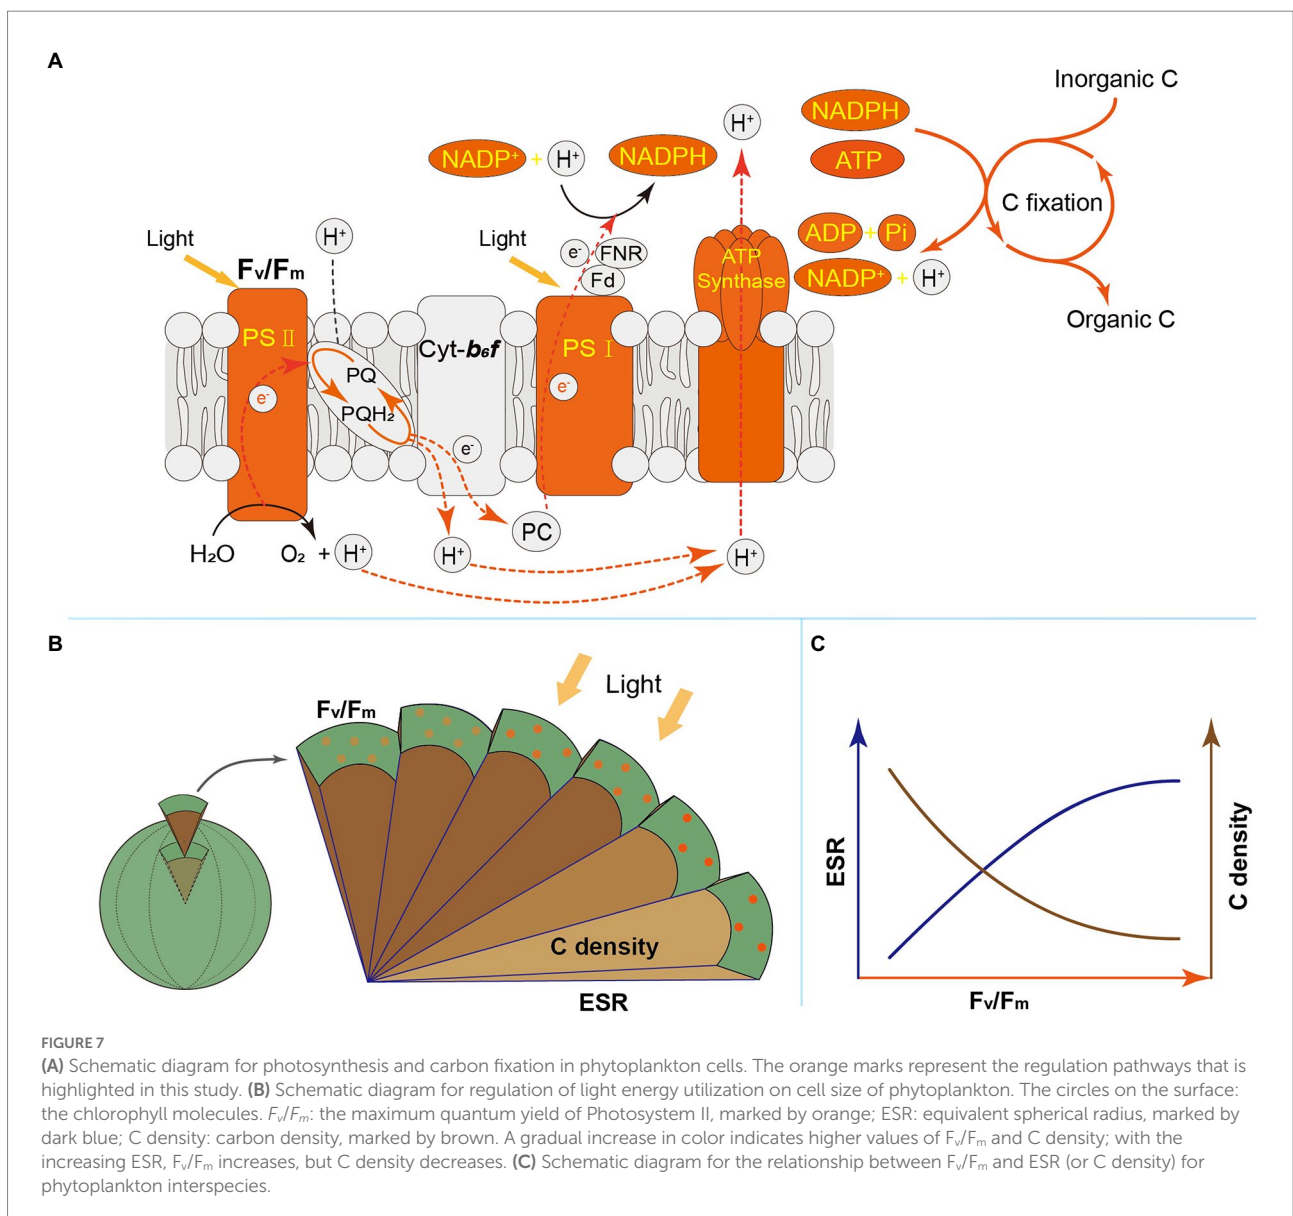 A
Inorganic C
NADPH
H⁺
NADP⁺ + H⁺
NADPH
ATP
C fixation
H⁺
Light
Light
e⁻
FNR
ADP + Pi
Fd
ATP
Synthase
NADP⁺ + H⁺
Fᵥ/Fₘ
Organic C
PS II
PQ
Cyt-b₆f
PS I
e⁻
PQH₂
e⁻
e⁻
PC
H₂O
O₂ + H⁺
H⁺
H⁺
B
Light
Fᵥ/Fₘ
C density
ESR
C
ESR
C density
Fᵥ/Fₘ
FIGURE 7
(A) Schematic diagram for photosynthesis and carbon fixation in phytoplankton cells. The orange marks represent the regulation pathways that is
highlighted in this study. (B) Schematic diagram for regulation of light energy utilization on cell size of phytoplankton. The circles on the surface:
the chlorophyll molecules. Fᵥ/Fₘ: the maximum quantum yield of Photosystem II, marked by orange; ESR: equivalent spherical radius, marked by
dark blue; C density: carbon density, marked by brown. A gradual increase in color indicates higher values of Fᵥ/Fₘ and C density; with the
increasing ESR, Fᵥ/Fₘ increases, but C density decreases. (C) Schematic diagram for the relationship between Fᵥ/Fₘ and ESR (or C density) for
phytoplankton interspecies.